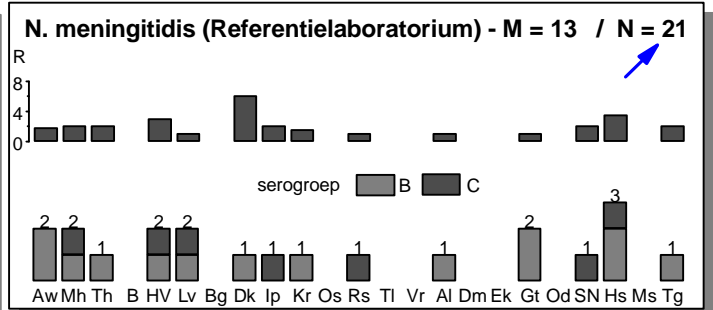 N. meningitidis (Referentielaboratorium) - M = 13 / N = 21
R
8
4
0
serogroep B C
2 2 1 2 2 1 1 1 1 1 2 1 3 1
Aw Mh Th B HV Lv Bg Dk Ip Kr Os Rs Tl Vr Al Dm Ek Gt Od SN Hs Ms Tg